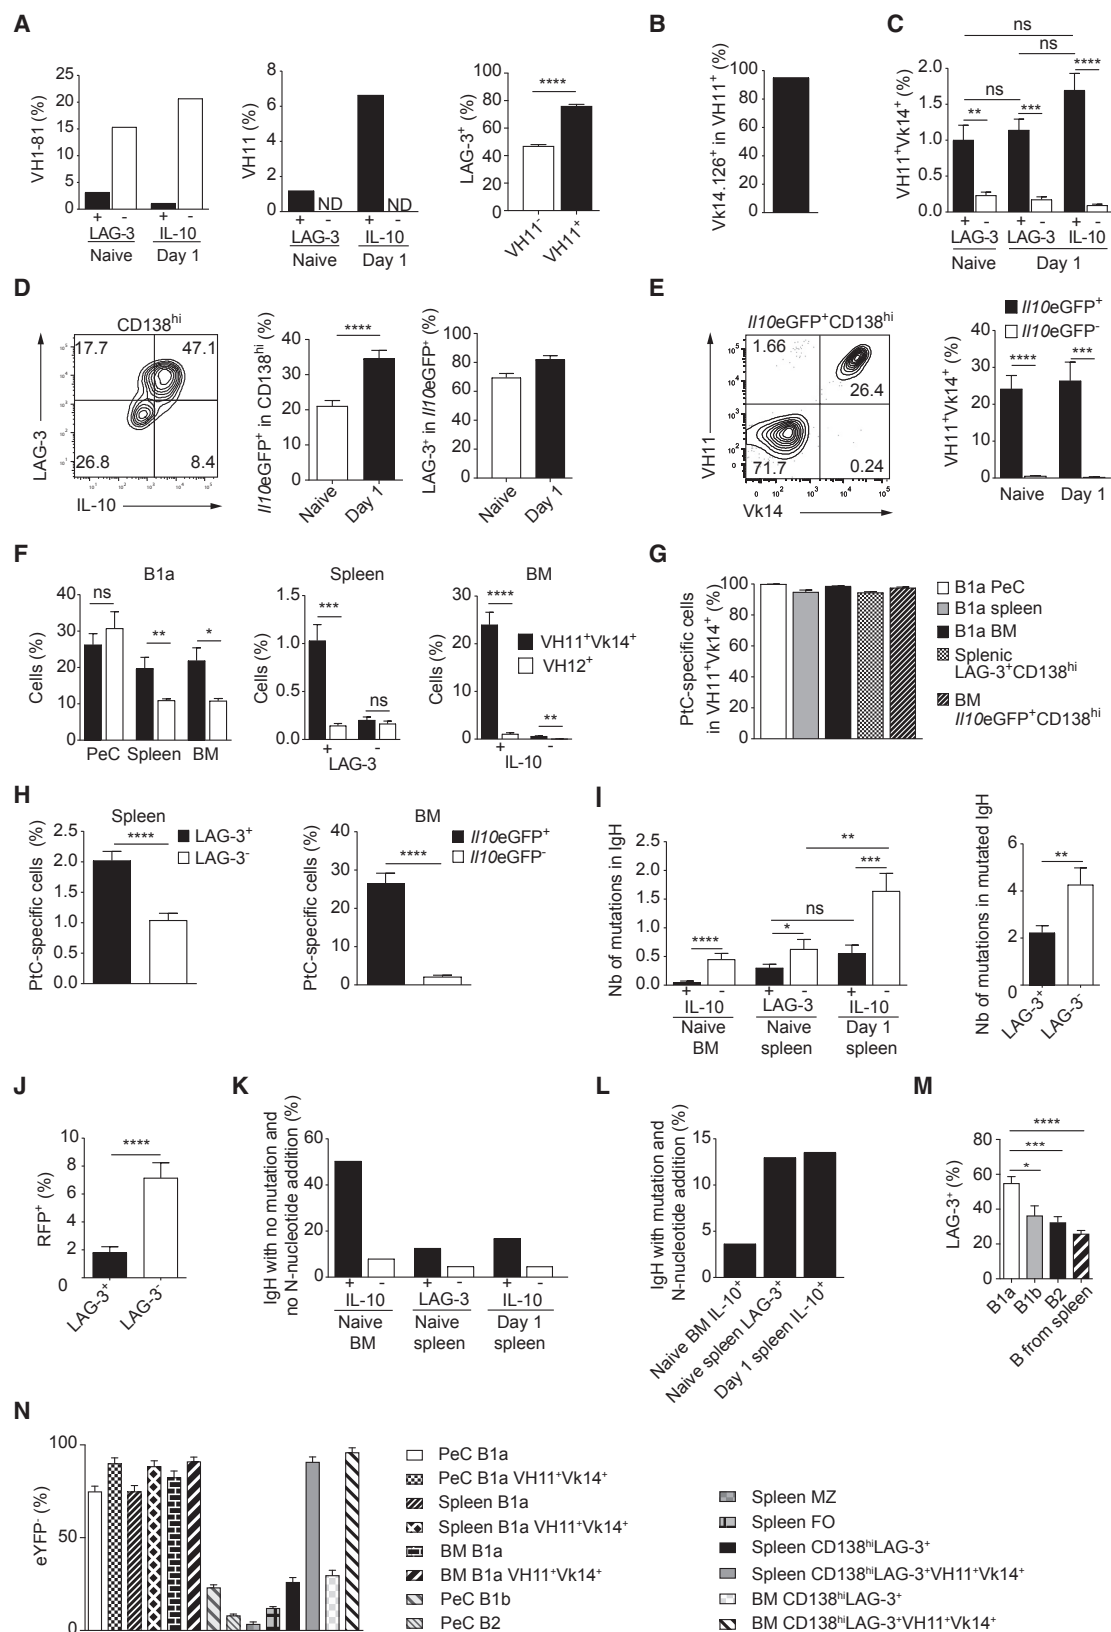 A
VH1-81 (%)
25
20
15
10
5
0
+ - + -
LAG-3 IL-10
Naive Day 1
VH11 (%)
8
6
4
2
0
ND ND
+ - + -
LAG-3 IL-10
Naive Day 1
LAG-3⁺ (%)
100
80
60
40
20
0
****
VH11⁻
VH11⁺
B
Vk14.126⁺ in VH11⁺ (%)
100
80
60
40
20
0
C
VH11⁺Vk14⁺ (%)
2.0
1.5
1.0
0.5
0.0
ns
ns
****
ns
** ***
+ - + - + -
LAG-3 LAG-3 IL-10
Naive Day 1
D
CD138ʰⁱ
17.7 47.1
26.8 8.4
LAG-3
IL-10
Il10eGFP⁺ in CD138ʰⁱ (%)
40
30
20
10
0
****
Naive
Day 1
LAG-3⁺ in Il10eGFP⁺ (%)
100
80
60
40
20
0
Naive
Day 1
E
Il10eGFP⁺CD138ʰⁱ
1.66
26.4
71.7 0.24
10⁵
10⁴
10³
10²
0
0 10² 10³ 10⁴ 10⁵
VH11
Vk14
Il10eGFP⁺
Il10eGFP⁻
VH11⁺Vk14⁺ (%)
40
30
20
10
0
**** ***
Naive Day 1
F
B1a
Cells (%)
40
30
20
10
0
ns ** *
PeC Spleen BM
Spleen
Cells (%)
1.5
1.0
0.5
0.0
***
ns
+ -
LAG-3
BM
Cells (%)
30
20
10
0
****
**
+ -
IL-10
VH11⁺Vk14⁺
VH12⁺
G
PtC-specific cells
in VH11⁺Vk14⁺ (%)
100
80
60
40
20
0
B1a PeC
B1a spleen
B1a BM
Splenic
LAG-3⁺CD138ʰⁱ
BM
Il10eGFP⁺CD138ʰⁱ
H
Spleen
PtC-specific cells (%)
2.5
2.0
1.5
1.0
0.5
0.0
****
LAG-3⁺
LAG-3⁻
BM
PtC-specific cells (%)
40
30
20
10
0
****
Il10eGFP⁺
Il10eGFP⁻
I
Nb of mutations in IgH
2.5
2.0
1.5
1.0
0.5
0.0
**
***
ns
**** *
+ - + - + -
IL-10 LAG-3 IL-10
Naive Naive Day 1
BM spleen spleen
Nb of mutations in mutated IgH
6
4
2
0
**
LAG-3⁺
LAG-3⁻
J
RFP⁺ (%)
10
8
6
4
2
0
****
LAG-3⁺
LAG-3⁻
K
IgH with no mutation and
no N-nucleotide addition (%)
60
40
20
0
+ - + - + -
IL-10 LAG-3 IL-10
Naive Naive Day 1
BM spleen spleen
L
IgH with mutation and
N-nucleotide addition (%)
15
10
5
0
Naive BM IL-10⁺
Naive spleen LAG-3⁺
Day 1 spleen IL-10⁺
M
LAG-3⁺ (%)
80
60
40
20
0
****
***
*
B1a
B1b
B2
B from spleen
N
eYFP⁻ (%)
100
50
0
PeC B1a
PeC B1a VH11⁺Vk14⁺
Spleen B1a
Spleen B1a VH11⁺Vk14⁺
BM B1a
BM B1a VH11⁺Vk14⁺
PeC B1b
PeC B2
Spleen MZ
Spleen FO
Spleen CD138ʰⁱLAG-3⁺
Spleen CD138ʰⁱLAG-3⁺VH11⁺Vk14⁺
BM CD138ʰⁱLAG-3⁺
BM CD138ʰⁱLAG-3⁺VH11⁺Vk14⁺